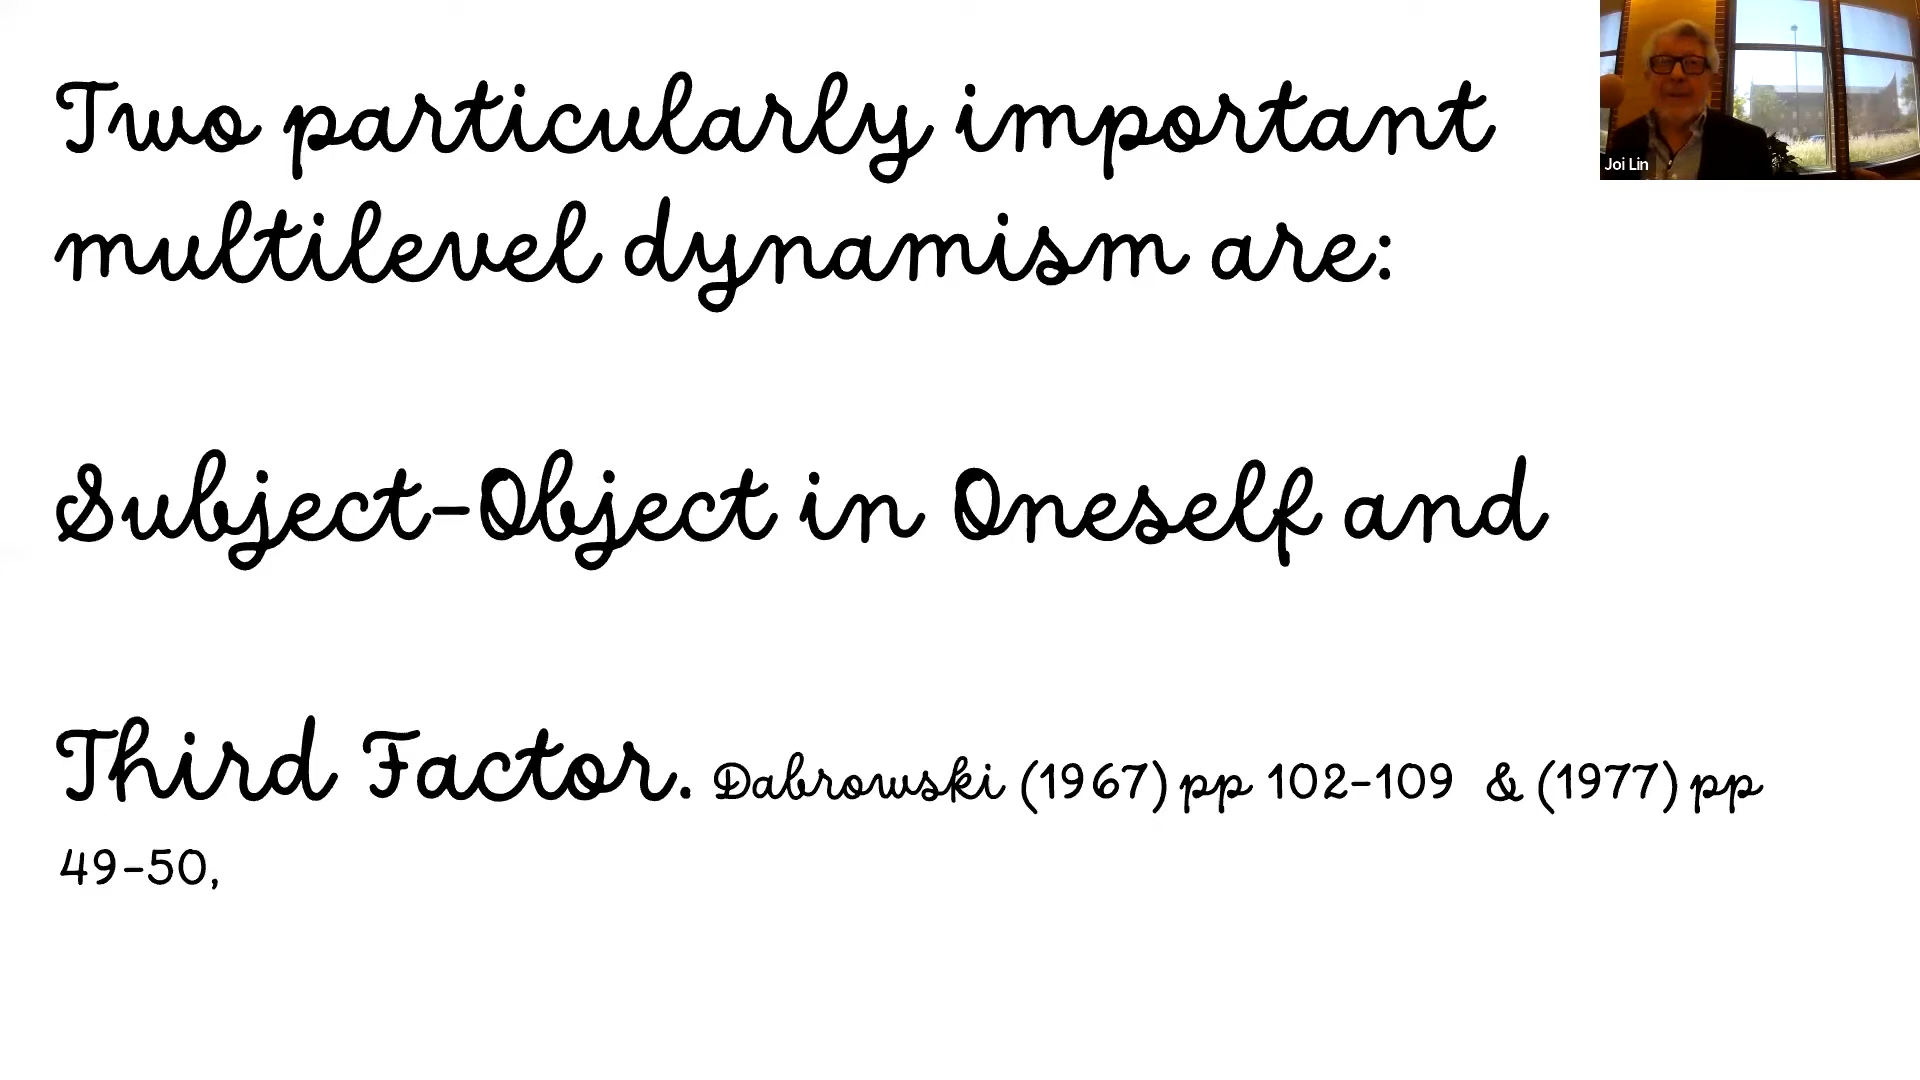 Two particularly important
Joi Lin
multilevel dynamism are:
Subject-Object in Oneself and
Third Factor. Dabrowski (1967) pp 102-109 & (1977) pp
49-50,